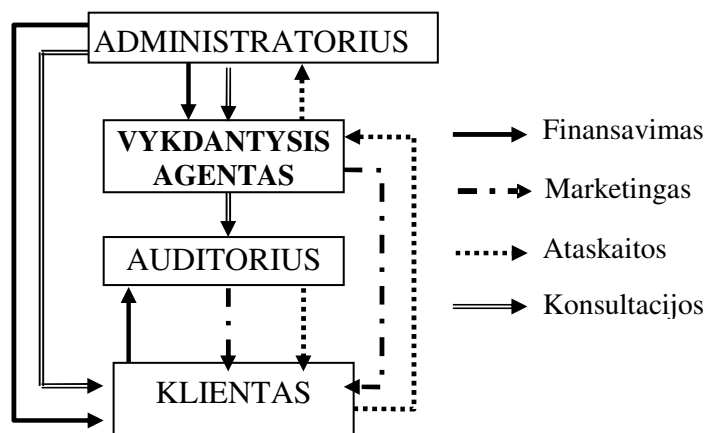 ADMINISTRATORIUS
VYKDANTYSIS
AGENTAS
AUDITORIUS
KLIENTAS
Finansavimas
Marketingas
Ataskaitos
Konsultacijos